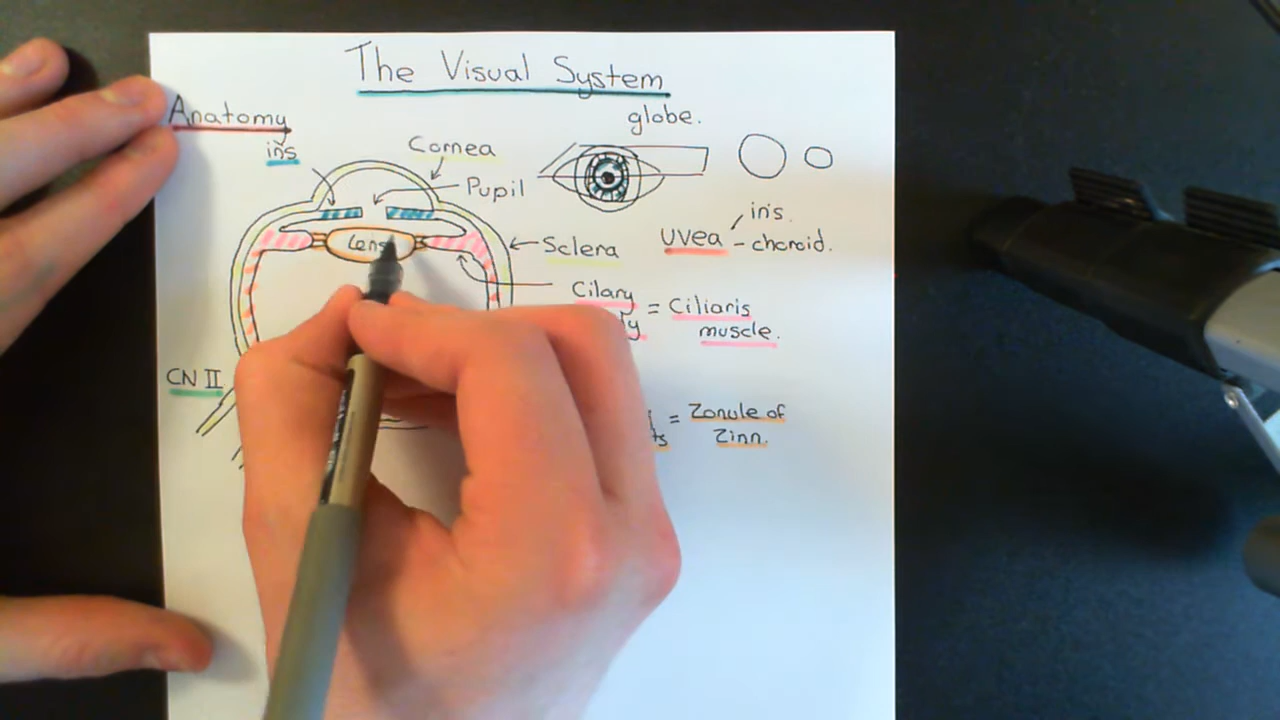 The Visual System
Anatomy
globe.
iris
Cornea
Pupil
Lens
Sclera
Uvea
iris.
choroid.
Cilary
= Ciliaris
muscle.
CN II
= Zonule of
Zinn.